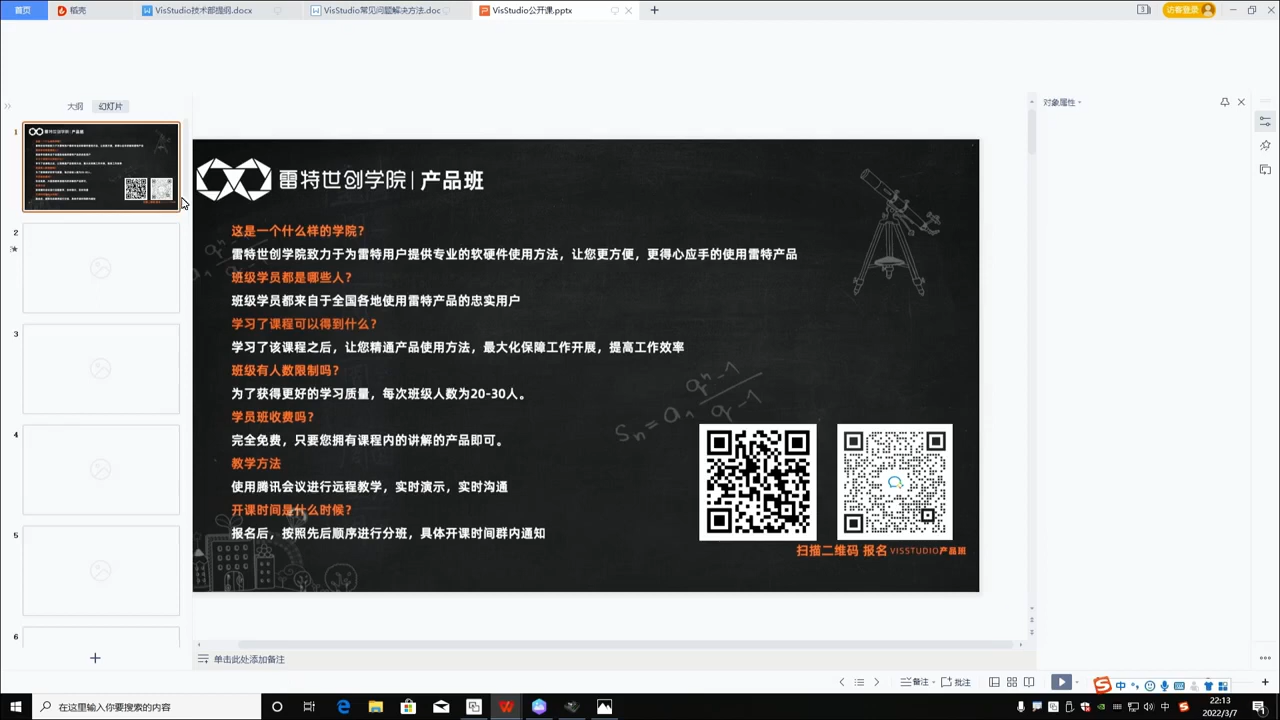 首页
稻壳
VisStudio技术部提纲.docx
VisStudio常见问题解决方法.doc
VisStudio公开课.pptx
3
访客登录
大纲
幻灯片
对象属性
1
2
3
4
5
6
雷特世创学院|产品班
这是一个什么样的学院？
雷特世创学院致力于为雷特用户提供专业的软硬件使用方法，让您更方便，更得心应手的使用雷特产品
班级学员都是哪些人？
班级学员都来自于全国各地使用雷特产品的忠实用户
学习了课程可以得到什么？
学习了该课程之后，让您精通产品使用方法，最大化保障工作开展，提高工作效率
班级有人数限制吗？
为了获得更好的学习质量，每次班级人数为20-30人。
学员班收费吗？
完全免费，只要您拥有课程内的讲解的产品即可。
教学方法
使用腾讯会议进行远程教学，实时演示，实时沟通
开课时间是什么时候？
报名后，按照先后顺序进行分班，具体开课时间群内通知
扫描二维码 报名 VISSTUDIO产品班
单击此处添加备注
备注
批注
中
在这里输入你要搜索的内容
中
22:13
2022/3/7